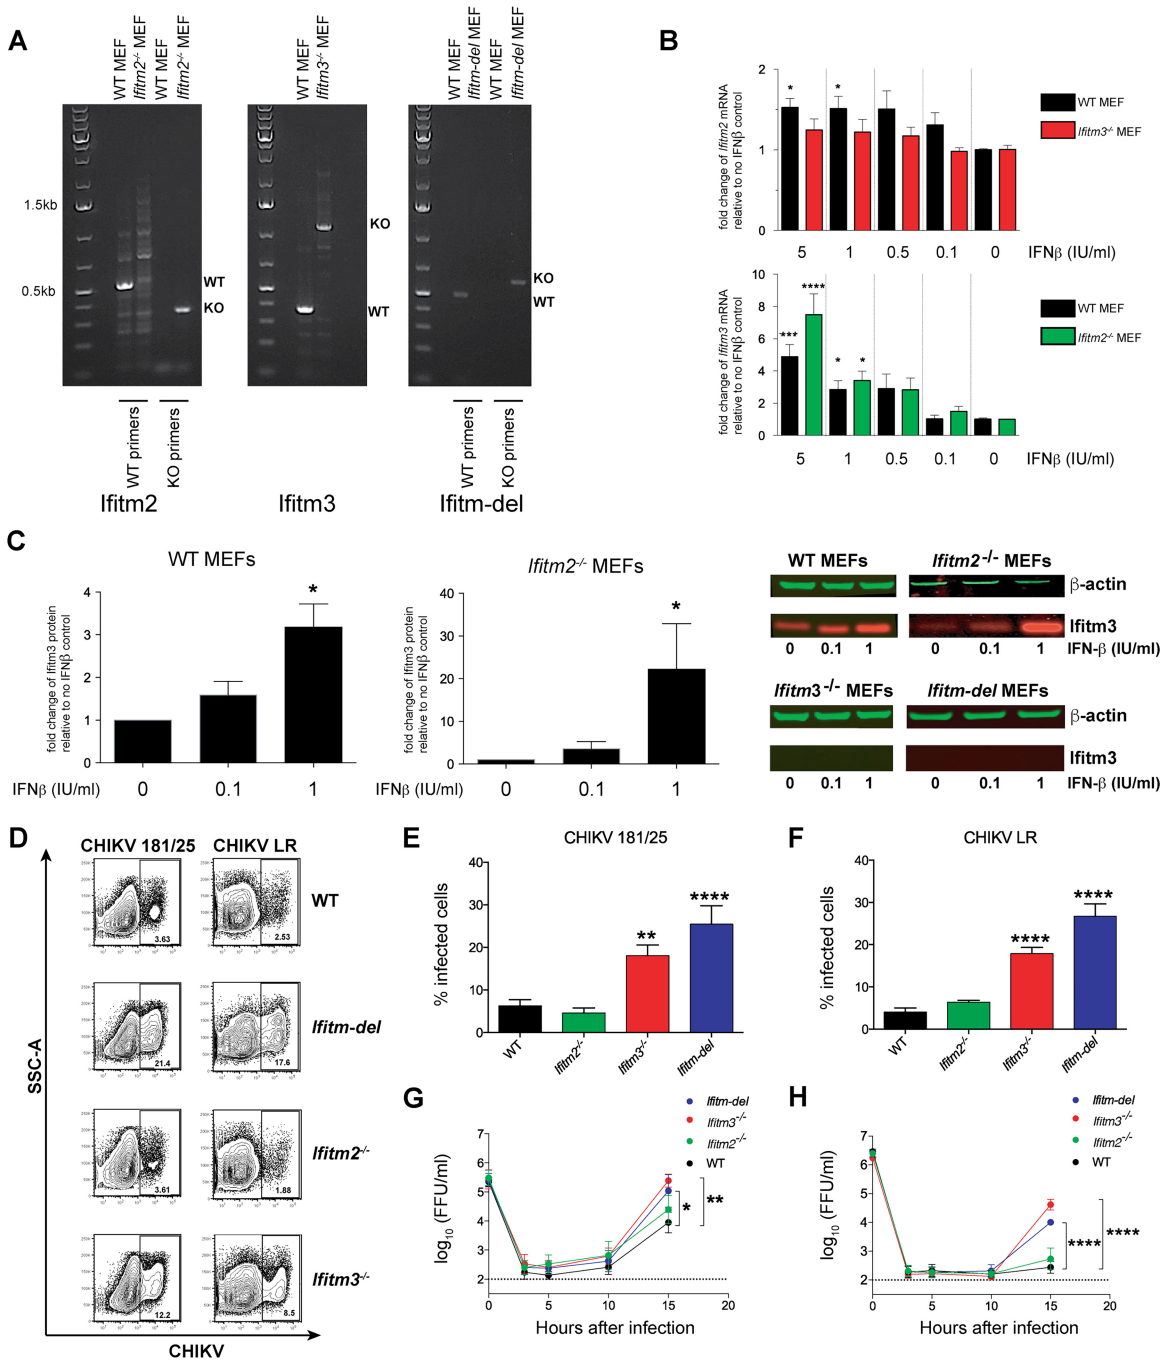 A
WT MEF
Ifitm2-/- MEF
WT MEF
Ifitm2-/- MEF
WT MEF
Ifitm3-/- MEF
WT MEF
Ifitm-del MEF
WT MEF
Ifitm-del MEF
1.5kb
0.5kb
WT
KO
KO
WT
KO
WT
WT primers
KO primers
WT primers
KO primers
Ifitm2
Ifitm3
Ifitm-del
B
fold change of Ifitm2 mRNA
relative to no IFNβ control
2
1
0
* *
5 1 0.5 0.1 0 IFNβ (IU/ml)
WT MEF
Ifitm3-/- MEF
fold change of Ifitm3 mRNA
relative to no IFNβ control
10
8
6
4
2
0
*** **** * *
5 1 0.5 0.1 0 IFNβ (IU/ml)
WT MEF
Ifitm2-/- MEF
C
WT MEFs
fold change of Ifitm3 protein
relative to no IFNβ control
4
3
2
1
0
*
IFNβ (IU/ml) 0 0.1 1
Ifitm2-/- MEFs
fold change of Ifitm3 protein
relative to no IFNβ control
40
30
20
10
0
*
IFNβ (IU/ml) 0 0.1 1
WT MEFs Ifitm2-/- MEFs
β-actin
Ifitm3
0 0.1 1 0 0.1 1 IFN-β (IU/ml)
Ifitm3-/- MEFs Ifitm-del MEFs
β-actin
Ifitm3
0 0.1 1 0 0.1 1 IFN-β (IU/ml)
D
CHIKV 181/25 CHIKV LR
3.63 2.53 WT
21.4 17.6 Ifitm-del
3.61 1.88 Ifitm2-/-
12.2 8.5 Ifitm3-/-
SSC-A
CHIKV
E
CHIKV 181/25
% infected cells
40
30
20
10
0
** ****
WT Ifitm2-/- Ifitm3-/- Ifitm-del
F
CHIKV LR
% infected cells
40
30
20
10
0
**** ****
WT Ifitm2-/- Ifitm3-/- Ifitm-del
G
Ifitm-del
Ifitm3-/-
Ifitm2-/-
WT
log10 (FFU/ml)
7
6
5
4
3
2
* **
0 5 10 15 20
Hours after infection
H
Ifitm-del
Ifitm3-/-
Ifitm2-/-
WT
log10 (FFU/ml)
7
6
5
4
3
2
**** ****
0 5 10 15 20
Hours after infection